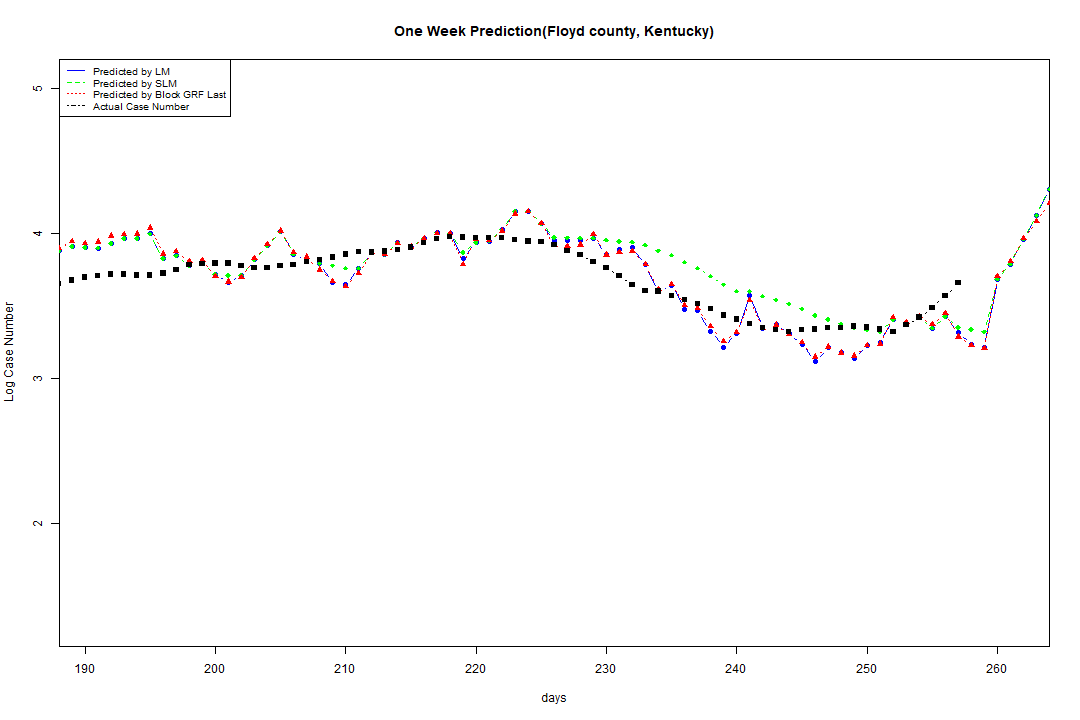 One Week Prediction(Floyd county, Kentucky)
Predicted by LM
Predicted by SLM
Predicted by Block GRF Last
Actual Case Number
5
4
3
2
Log Case Number
190 200 210 220 230 240 250 260
days